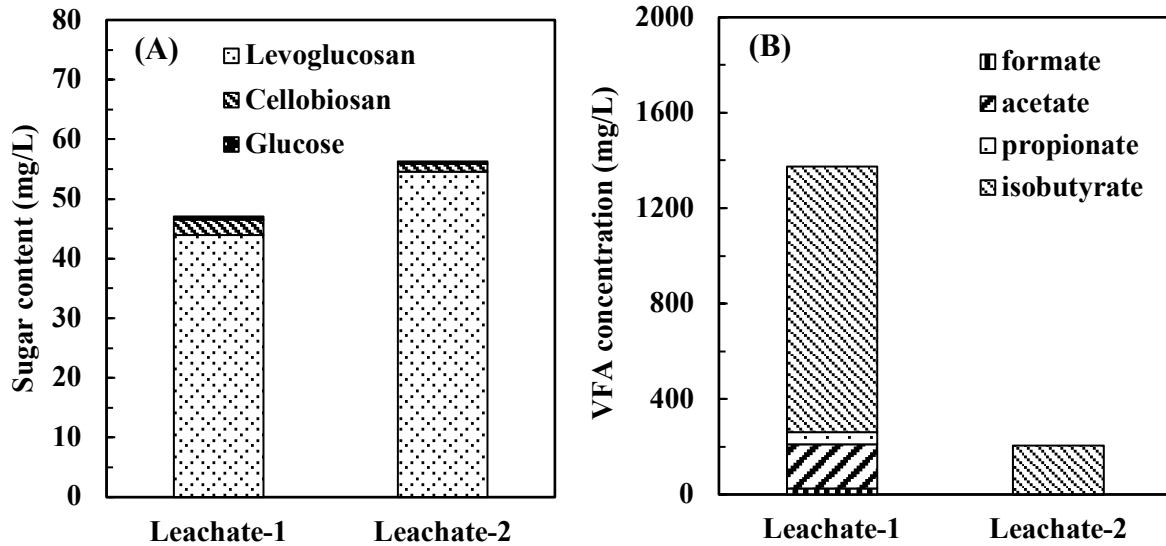 (A)
Levoglucosan
Cellobiosan
Glucose
Sugar content (mg/L)
80
70
60
50
40
30
20
10
0
Leachate-1 Leachate-2
(B)
formate
acetate
propionate
isobutyrate
VFA concentration (mg/L)
2000
1600
1200
800
400
0
Leachate-1 Leachate-2